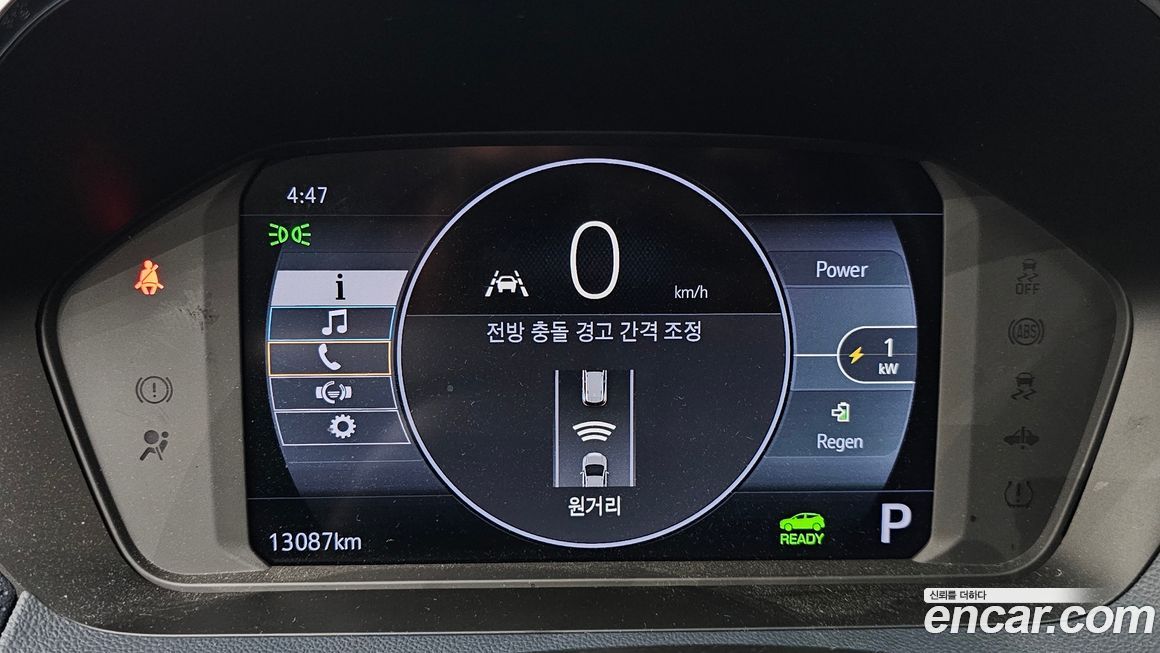 4:47
0
km/h
i
전방 충돌 경고 간격 조정
원거리
Power
1
kW
Regen
13087km
READY
P
OFF
ABS
신뢰를 더하다
encar.com